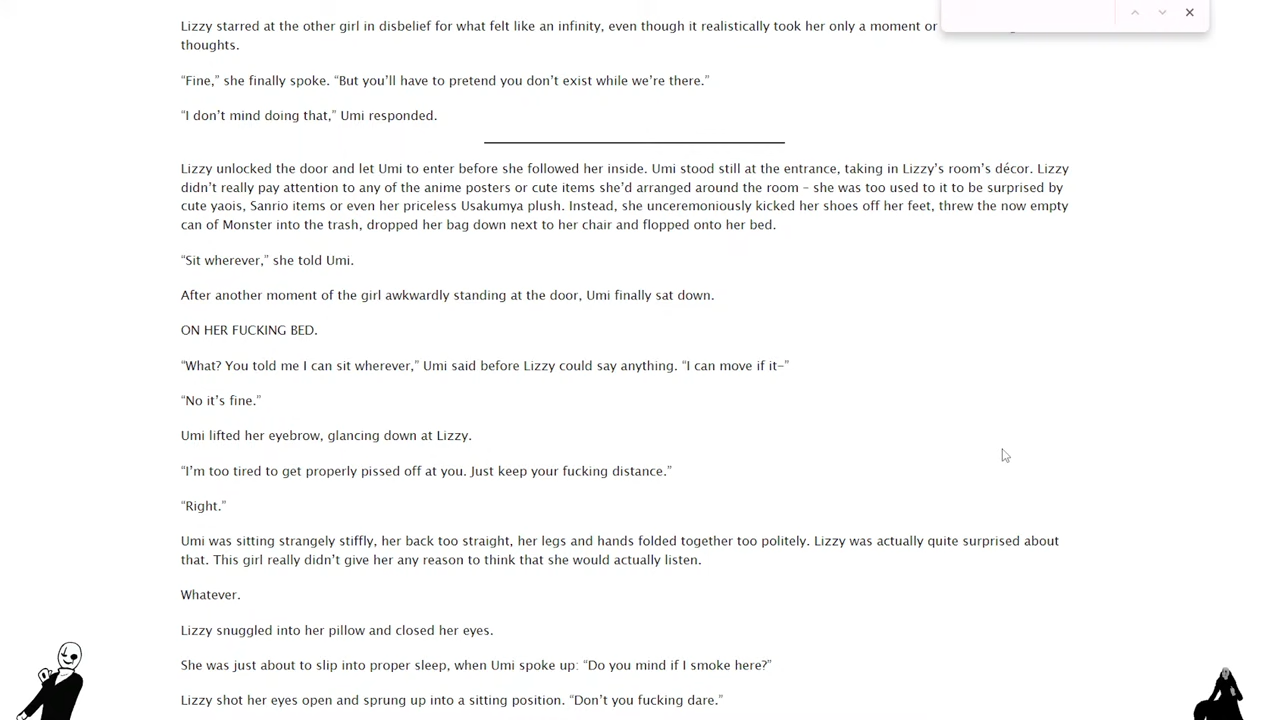 Lizzy starred at the other girl in disbelief for what felt like an infinity, even though it realistically took her only a moment or
thoughts.
“Fine,” she finally spoke. “But you’ll have to pretend you don’t exist while we’re there.”
“I don’t mind doing that,” Umi responded.
Lizzy unlocked the door and let Umi to enter before she followed her inside. Umi stood still at the entrance, taking in Lizzy’s room’s décor. Lizzy
didn’t really pay attention to any of the anime posters or cute items she’d arranged around the room – she was too used to it to be surprised by
cute yaois, Sanrio items or even her priceless Usakumya plush. Instead, she unceremoniously kicked her shoes off her feet, threw the now empty
can of Monster into the trash, dropped her bag down next to her chair and flopped onto her bed.
“Sit wherever,” she told Umi.
After another moment of the girl awkwardly standing at the door, Umi finally sat down.
ON HER FUCKING BED.
“What? You told me I can sit wherever,” Umi said before Lizzy could say anything. “I can move if it–”
“No it’s fine.”
Umi lifted her eyebrow, glancing down at Lizzy.
“I’m too tired to get properly pissed off at you. Just keep your fucking distance.”
“Right.”
Umi was sitting strangely stiffly, her back too straight, her legs and hands folded together too politely. Lizzy was actually quite surprised about
that. This girl really didn’t give her any reason to think that she would actually listen.
Whatever.
Lizzy snuggled into her pillow and closed her eyes.
She was just about to slip into proper sleep, when Umi spoke up: “Do you mind if I smoke here?”
Lizzy shot her eyes open and sprung up into a sitting position. “Don’t you fucking dare.”